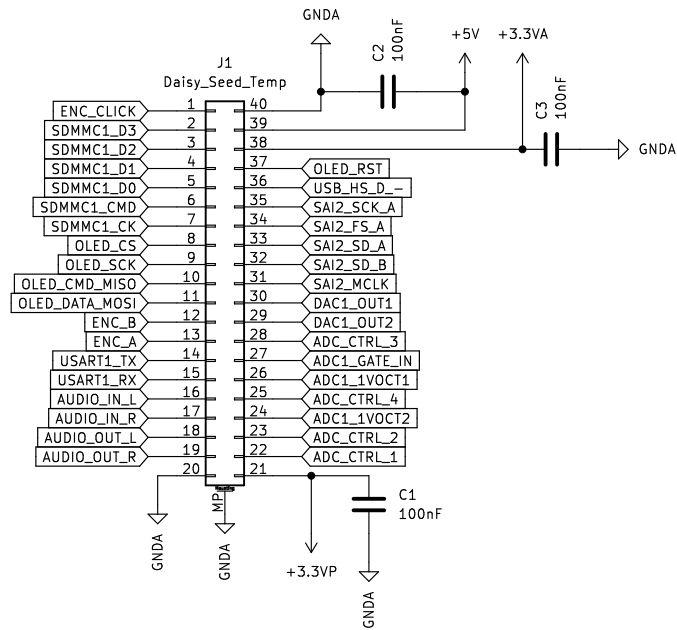 GNDA
C2
100nF
+5V
+3.3VA
C3
100nF
GNDA
J1
Daisy_Seed_Temp
ENC_CLICK 1 40
SDMMC1_D3 2 39
SDMMC1_D2 3 38
SDMMC1_D1 4 37 OLED_RST
SDMMC1_D0 5 36 USB_HS_D_-
SDMMC1_CMD 6 35 SAI2_SCK_A
SDMMC1_CK 7 34 SAI2_FS_A
OLED_CS 8 33 SAI2_SD_A
OLED_SCK 9 32 SAI2_SD_B
OLED_CMD_MISO 10 31 SAI2_MCLK
OLED_DATA_MOSI 11 30 DAC1_OUT1
ENC_B 12 29 DAC1_OUT2
ENC_A 13 28 ADC_CTRL_3
USART1_TX 14 27 ADC1_GATE_IN
USART1_RX 15 26 ADC1_1VOCT1
AUDIO_IN_L 16 25 ADC_CTRL_4
AUDIO_IN_R 17 24 ADC1_1VOCT2
AUDIO_OUT_L 18 23 ADC_CTRL_2
AUDIO_OUT_R 19 22 ADC_CTRL_1
20 21
Mounting
MP
C1
100nF
GNDA
GNDA
+3.3VP
GNDA